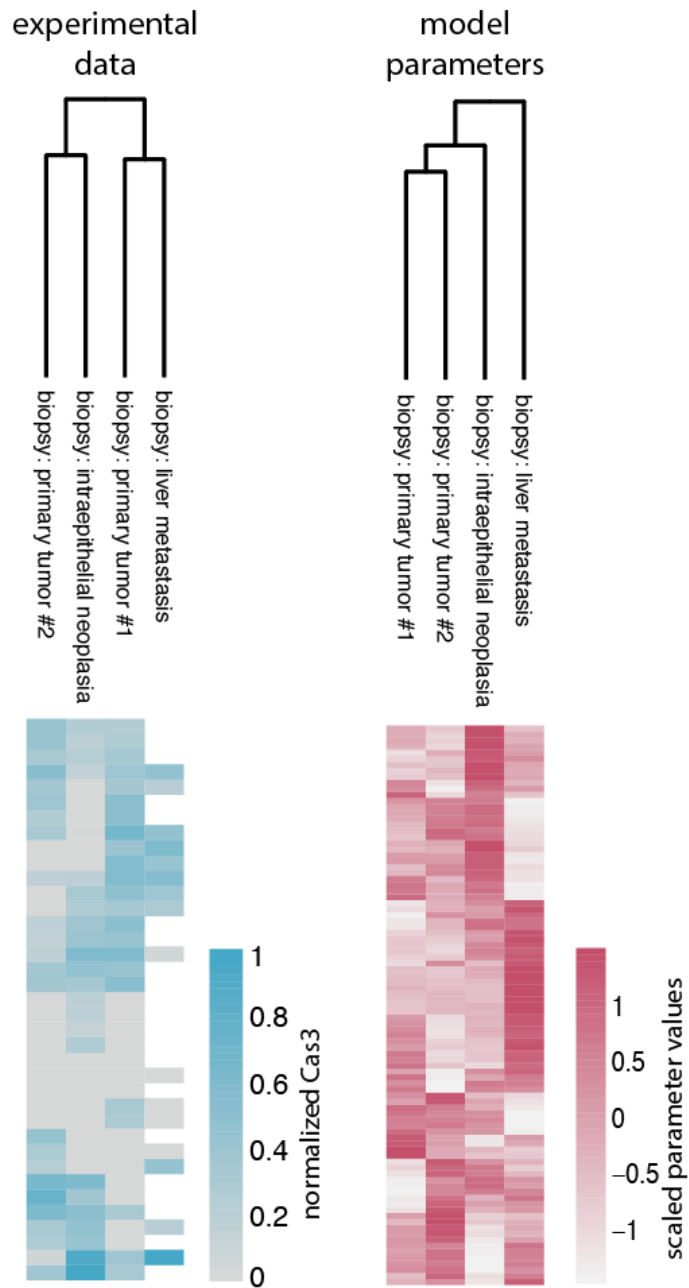 experimental
data
model
parameters
biopsy: primary tumor #2
biopsy: intraepithelial neoplasia
biopsy: primary tumor #1
biopsy: liver metastasis
biopsy: primary tumor #1
biopsy: primary tumor #2
biopsy: intraepithelial neoplasia
biopsy: liver metastasis
1
0.8
0.6
0.4
0.2
0
normalized Cas3
1
0.5
0
−0.5
−1
scaled parameter values